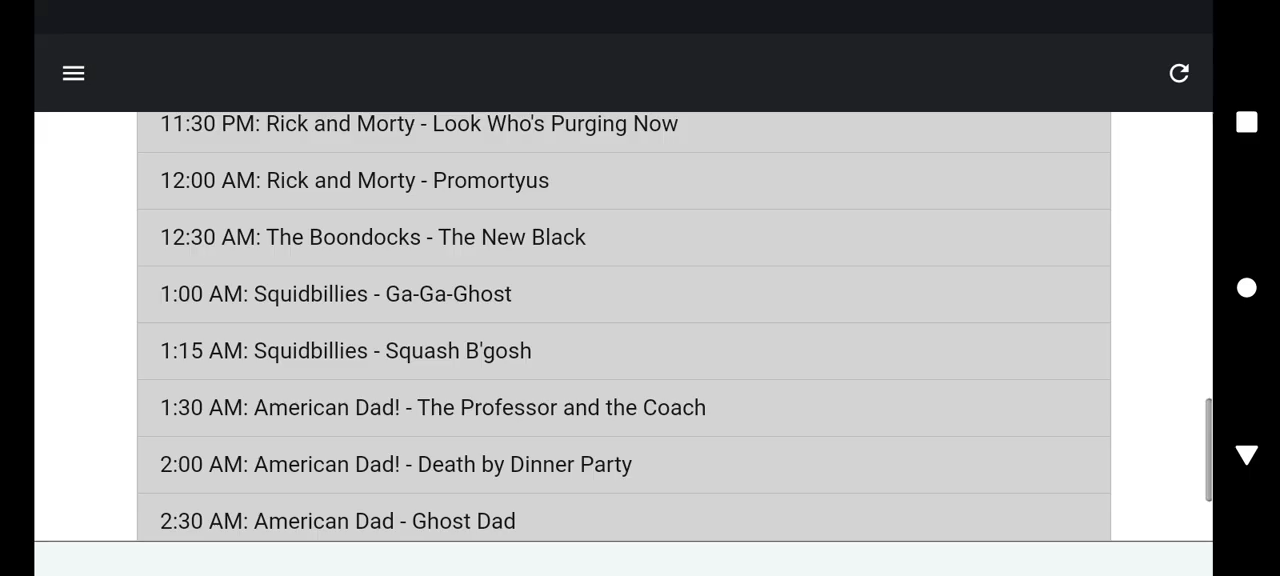 11:30 PM: Rick and Morty - Look Who's Purging Now
12:00 AM: Rick and Morty - Promortyus
12:30 AM: The Boondocks - The New Black
1:00 AM: Squidbillies - Ga-Ga-Ghost
1:15 AM: Squidbillies - Squash B'gosh
1:30 AM: American Dad! - The Professor and the Coach
2:00 AM: American Dad! - Death by Dinner Party
2:30 AM: American Dad - Ghost Dad